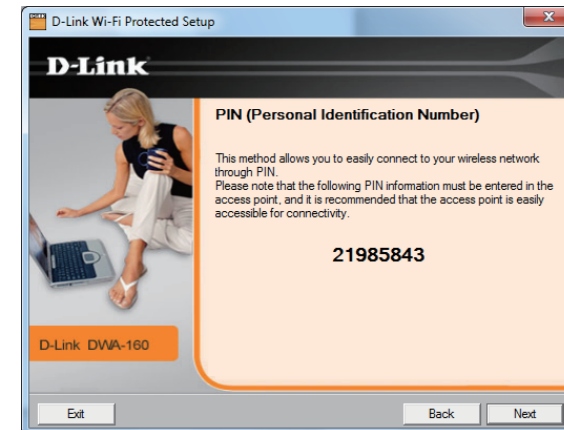 D-Link Wi-Fi Protected Setup
D-Link
PIN (Personal Identification Number)
This method allows you to easily connect to your wireless network
through PIN.
Please note that the following PIN information must be entered in the
access point, and it is recommended that the access point is easily
accessible for connectivity.
21985843
D-Link DWA-160
Exit
Back
Next